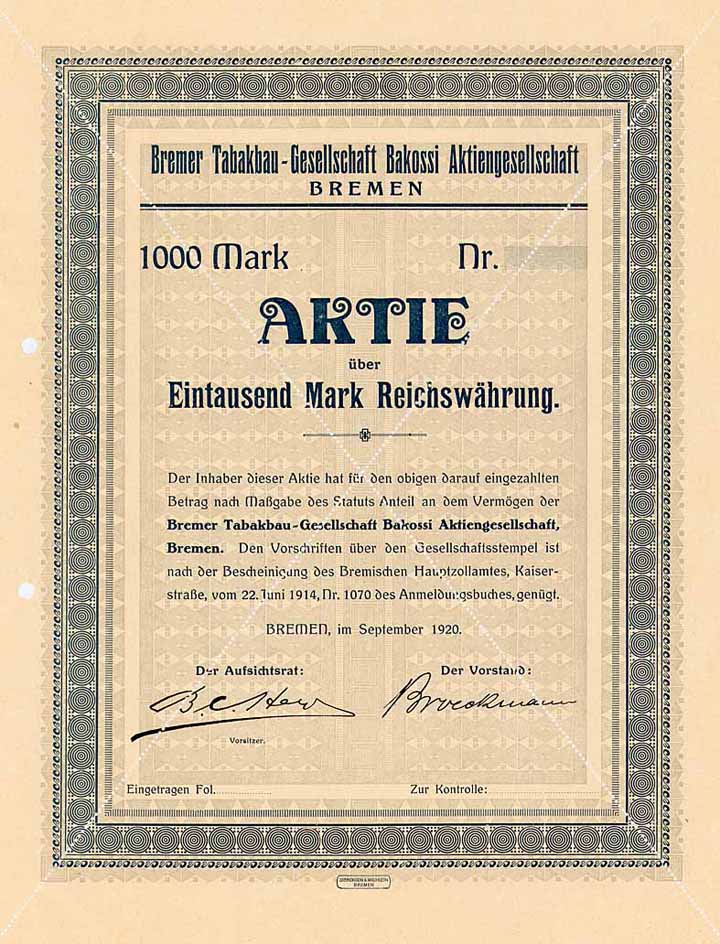 Bremer Tabakbau-Gesellschaft Bakossi Aktiengesellschaft
BREMEN
1000 Mark Nr.
AKTIE
über
Eintausend Mark Reichswährung.
Der Inhaber dieser Aktie hat für den obigen darauf eingezahlten
Betrag nach Maßgabe des Statuts Anteil an dem Vermögen der
Bremer Tabakbau-Gesellschaft Bakossi Aktiengesellschaft,
Bremen. Den Vorschriften über den Gesellschaftsstempel ist
nach der Bescheinigung des Bremischen Hauptzollamtes, Kaiser-
straße, vom 22. Juni 1914, Nr. 1070 des Anmeldungsbuches, genügt.
BREMEN, im September 1920.
Der Aufsichtsrat: Der Vorstand:
Broeckmann
Vorsitzer.
Eingetragen Fol. Zur Kontrolle:
BREMEN